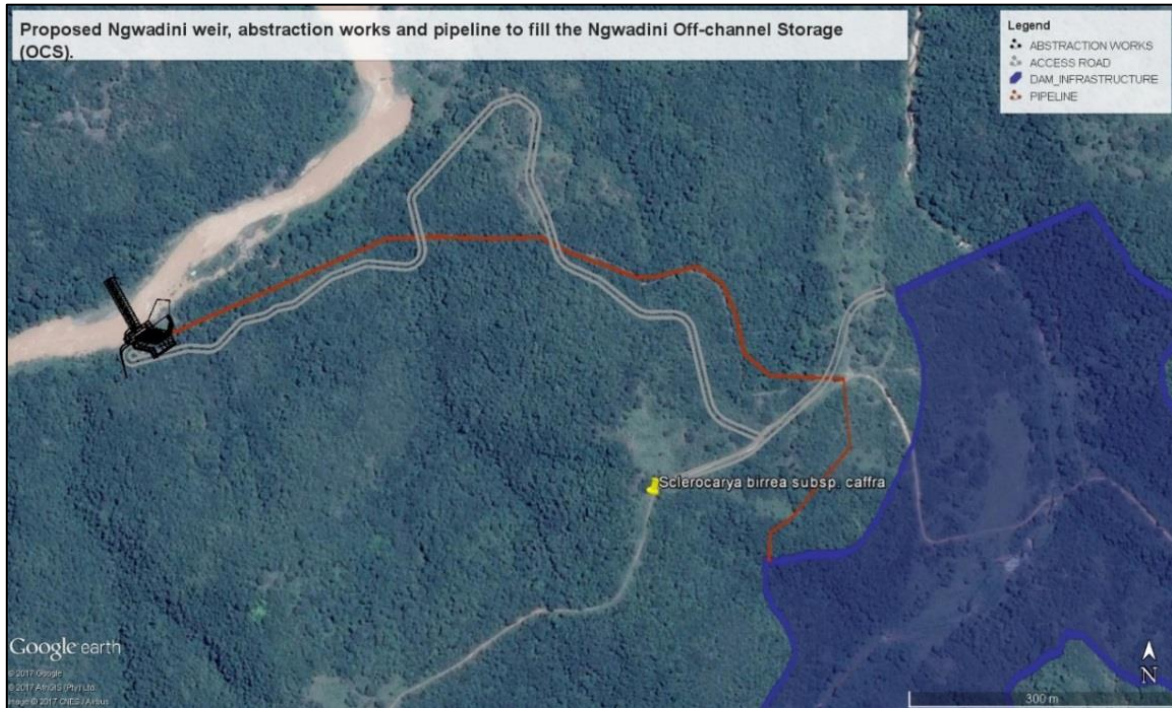 Proposed Ngwadini weir, abstraction works and pipeline to fill the Ngwadini Off-channel Storage
(OCS).
Legend
ABSTRACTION WORKS
ACCESS ROAD
DAM_INFRASTRUCTURE
PIPELINE
Sclerocarya birrea subsp. caffra
Google earth
© 2017 Google
© 2017 AfriGIS (Pty) Ltd.
Image © 2017 CNES / Airbus
N
300 m